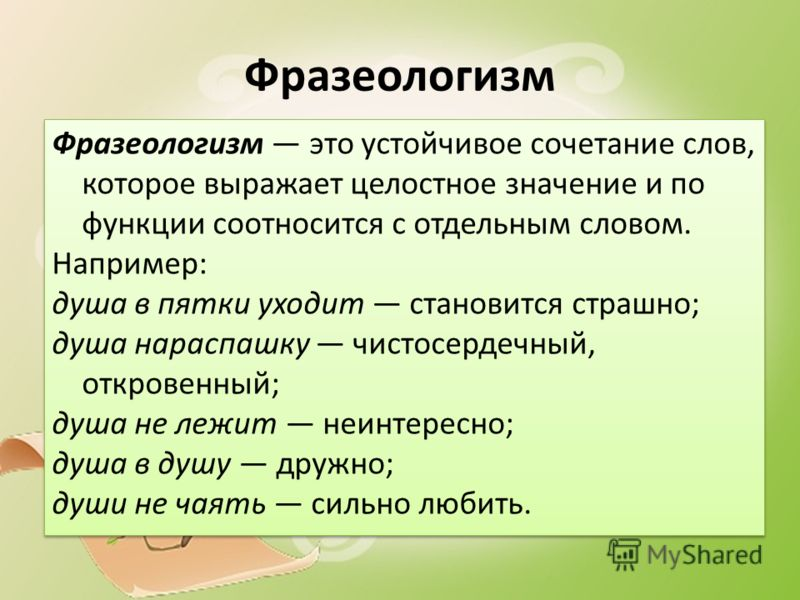 Фразеологизм
Фразеологизм — это устойчивое сочетание слов,
которое выражает целостное значение и по
функции соотносится с отдельным словом.
Например:
душа в пятки уходит — становится страшно;
душа нараспашку — чистосердечный,
откровенный;
душа не лежит — неинтересно;
душа в душу — дружно;
души не чаять — сильно любить.
MyShared